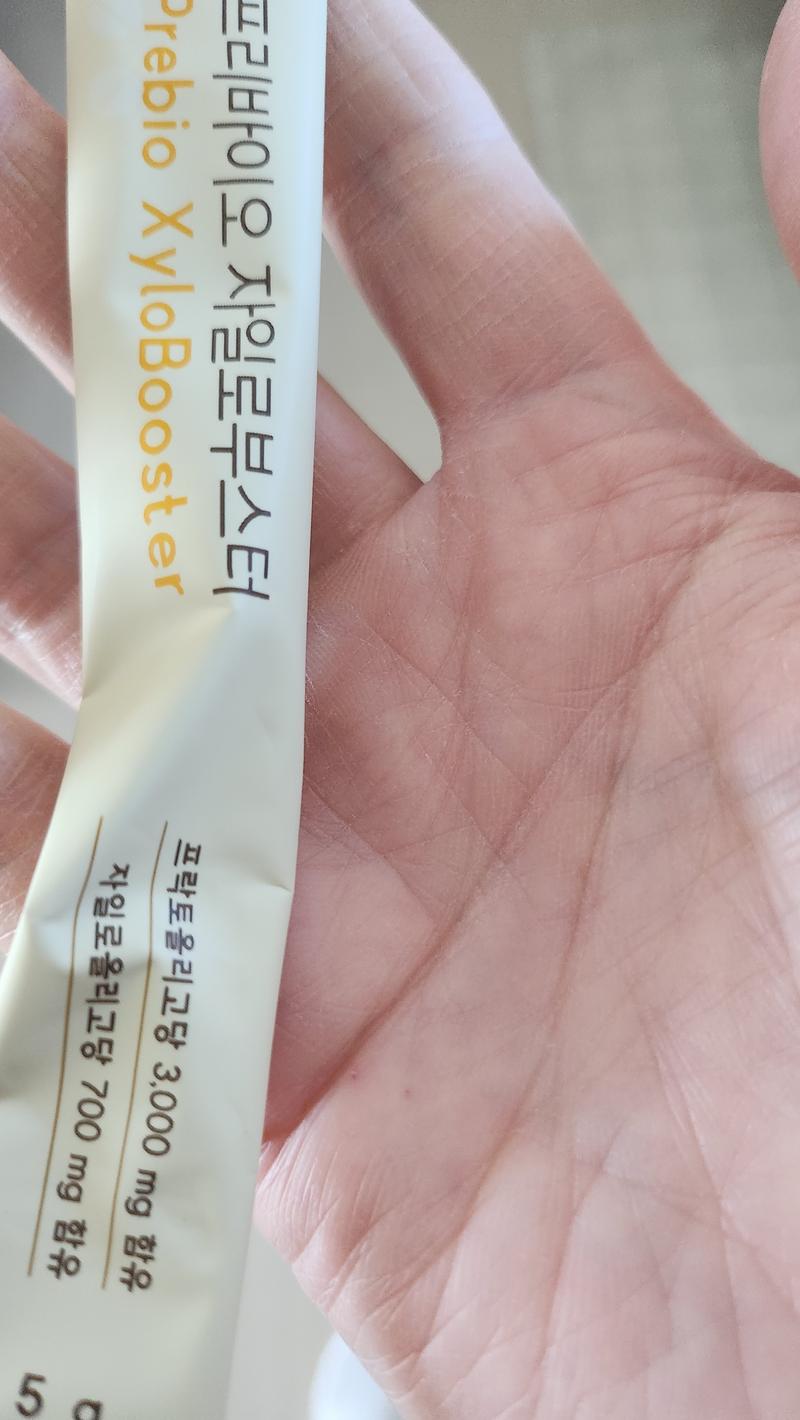 프리바이오 자일로부스터
Prebio XyloBooster
프락토올리고당 3,000 mg 함유
자일로올리고당 700 mg 함유
5 g